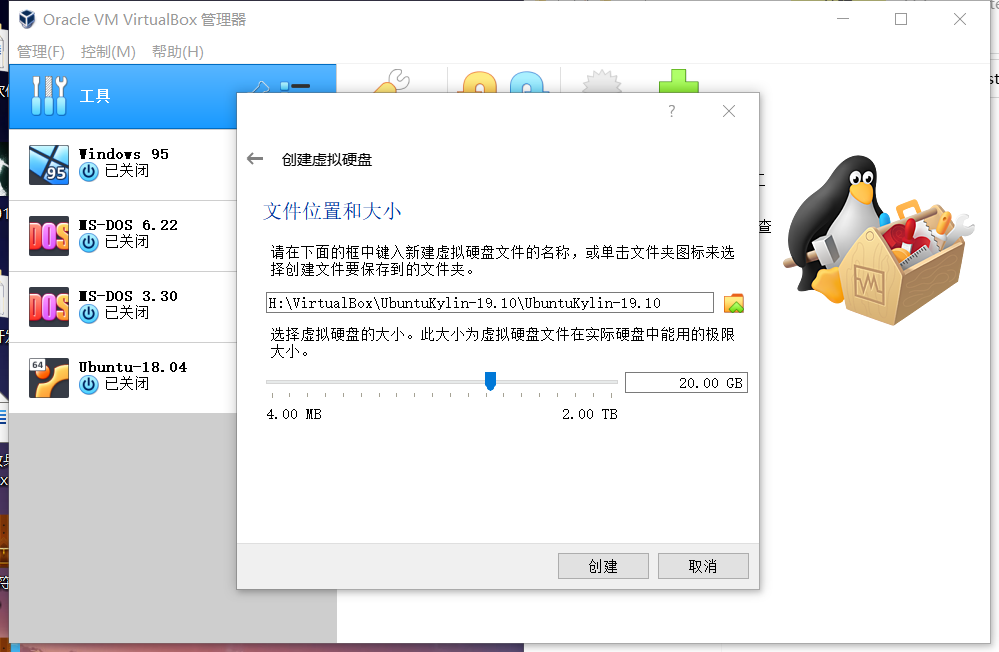 Oracle VM VirtualBox 管理器
管理(F) 控制(M) 帮助(H)
工具
Windows 95
已关闭
MS-DOS 6.22
已关闭
MS-DOS 3.30
已关闭
64
Ubuntu-18.04
已关闭
?
创建虚拟硬盘
文件位置和大小
请在下面的框中键入新建虚拟硬盘文件的名称，或单击文件夹图标来选
择创建文件要保存到的文件夹。
H:\VirtualBox\UbuntuKylin-19.10\UbuntuKylin-19.10
选择虚拟硬盘的大小。此大小为虚拟硬盘文件在实际硬盘中能用的极限
大小。
20.00 GB
4.00 MB 2.00 TB
创建 取消
查